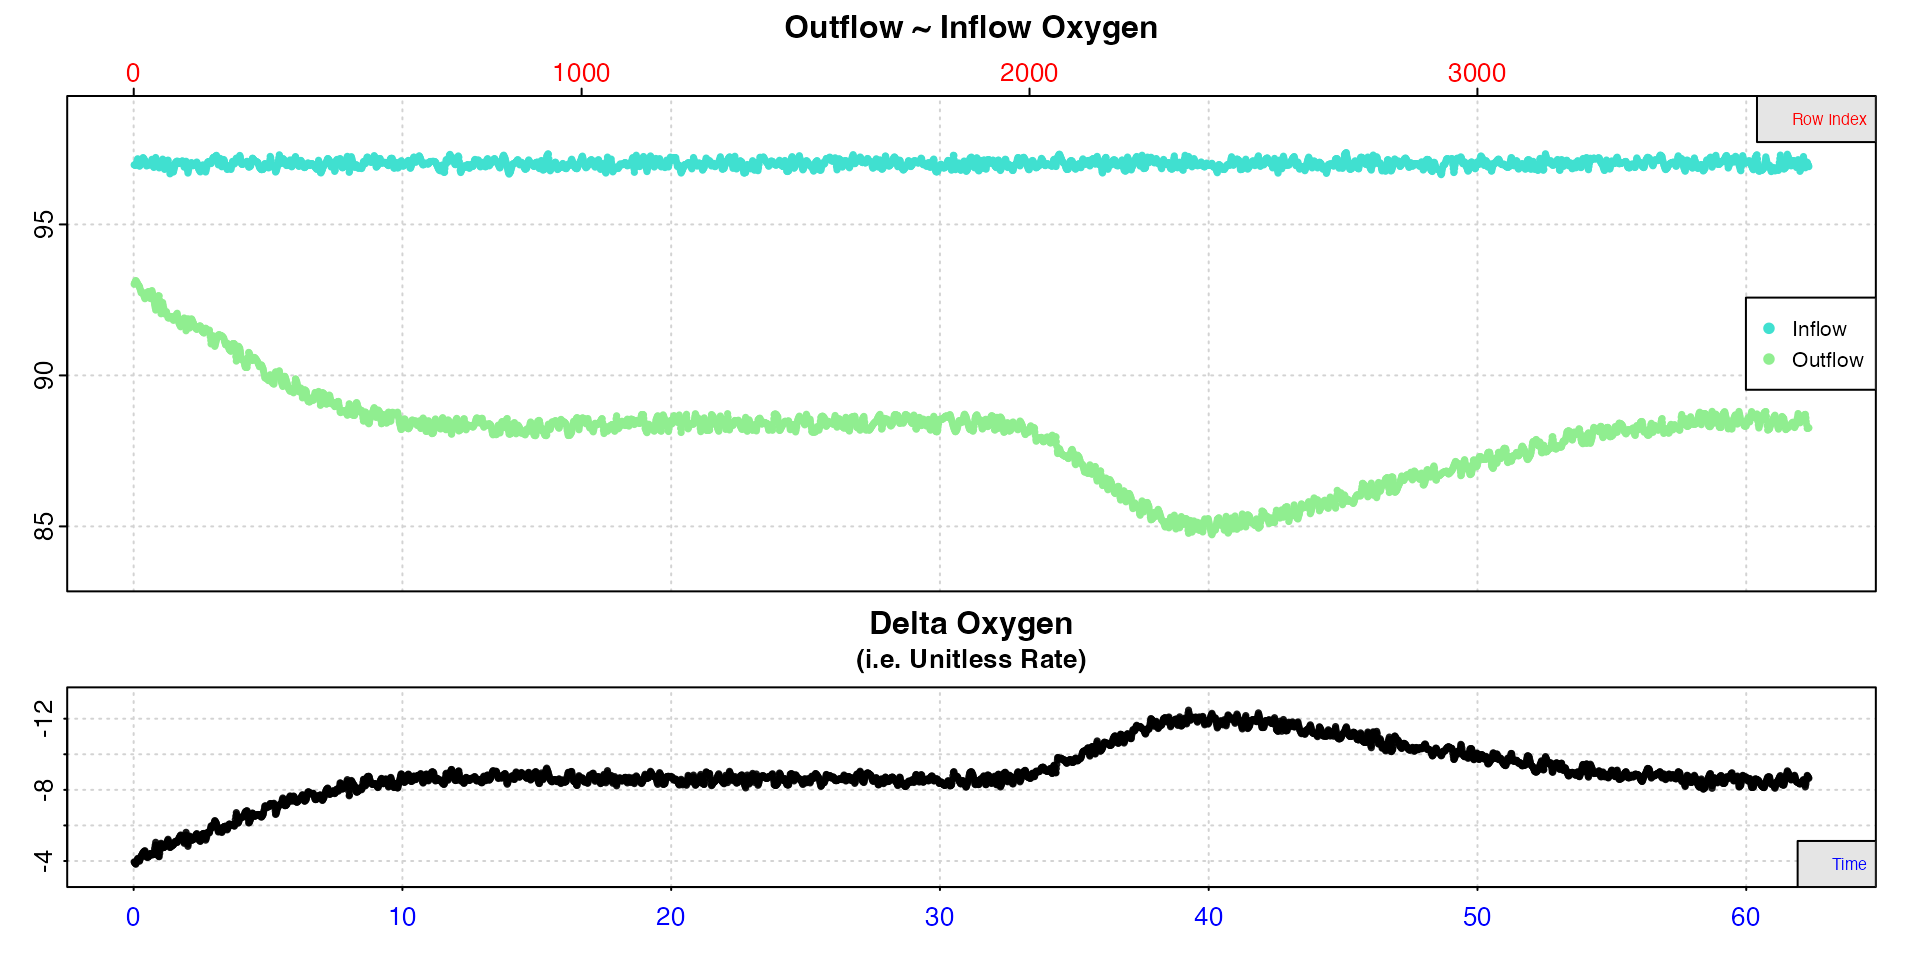 Outflow ~ Inflow Oxygen
0 1000 2000 3000
Row Index
95
90
85
Inflow
Outflow
Delta Oxygen
(i.e. Unitless Rate)
-12
-8
-4
Time
0 10 20 30 40 50 60